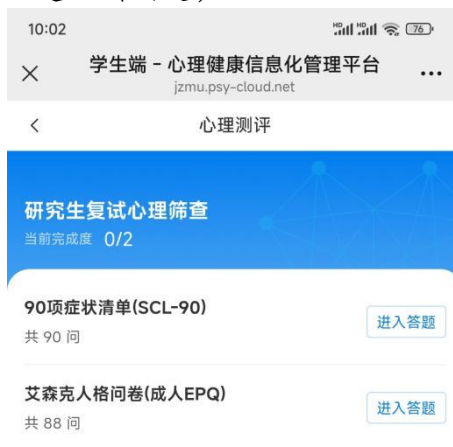 10:02
HD HD 76
学生端 - 心理健康信息化管理平台
jzmu.psy-cloud.net
心理测评
研究生复试心理筛查
当前完成度 0/2
90项症状清单(SCL-90)
共 90 问
进入答题
艾森克人格问卷(成人EPQ)
共 88 问
进入答题